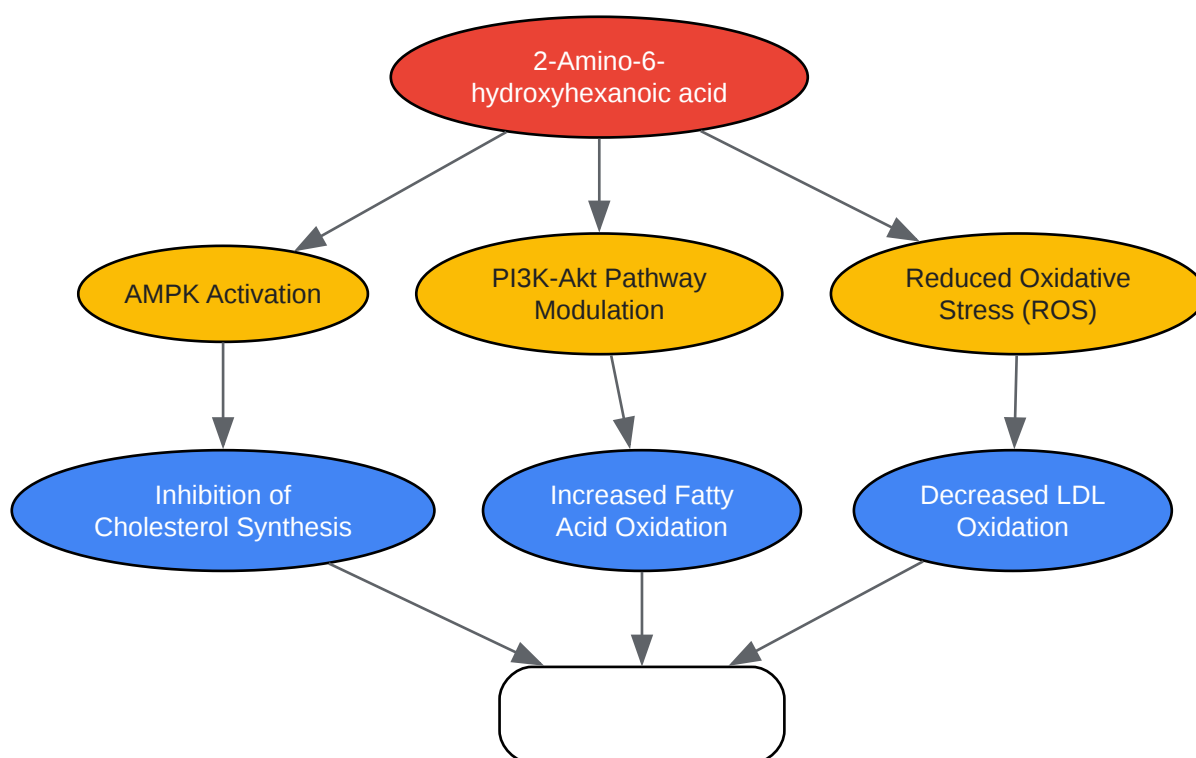 2-Amino-6-
hydroxyhexanoic acid
AMPK Activation
PI3K-Akt Pathway
Modulation
Reduced Oxidative
Stress (ROS)
Inhibition of
Cholesterol Synthesis
Increased Fatty
Acid Oxidation
Decreased LDL
Oxidation